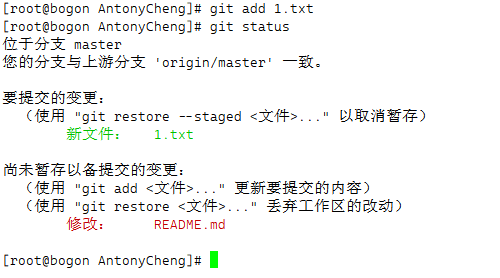 [root@bogon AntonyCheng]# git add 1.txt
[root@bogon AntonyCheng]# git status
位于分支 master
您的分支与上游分支 'origin/master' 一致。
要提交的变更：
（使用 "git restore --staged <文件>..." 以取消暂存）
新文件： 1.txt
尚未暂存以备提交的变更：
（使用 "git add <文件>..." 更新要提交的内容）
（使用 "git restore <文件>..." 丢弃工作区的改动）
修改： README.md
[root@bogon AntonyCheng]#